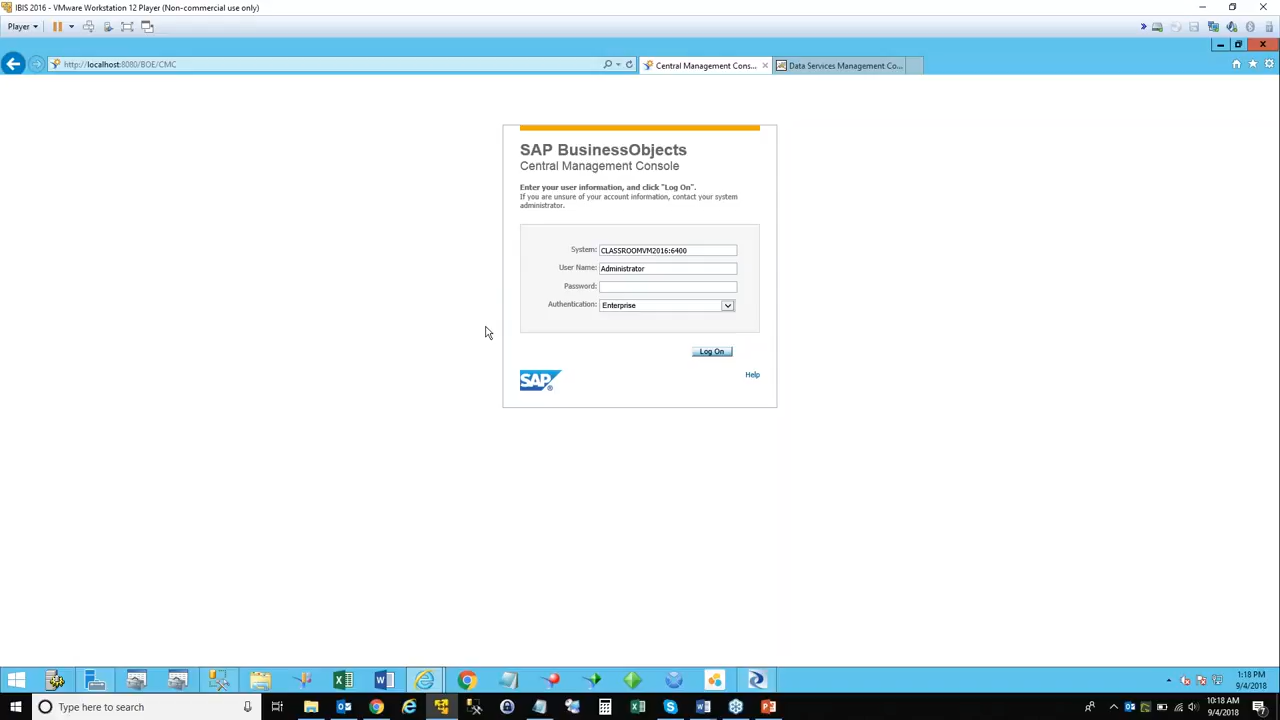 IBIS 2016 - VMware Workstation 12 Player (Non-commercial use only)
Player
http://localhost:8080/BOE/CMC
Central Management Cons...
Data Services Management Co...
SAP BusinessObjects
Central Management Console
Enter your user information, and click "Log On".
If you are unsure of your account information, contact your system
administrator.
System: CLASSROOMVM2016:6400
User Name: Administrator
Password:
Authentication: Enterprise
Log On
SAP®
Help
1:18 PM
9/4/2018
Type here to search
10:18 AM
9/4/2018